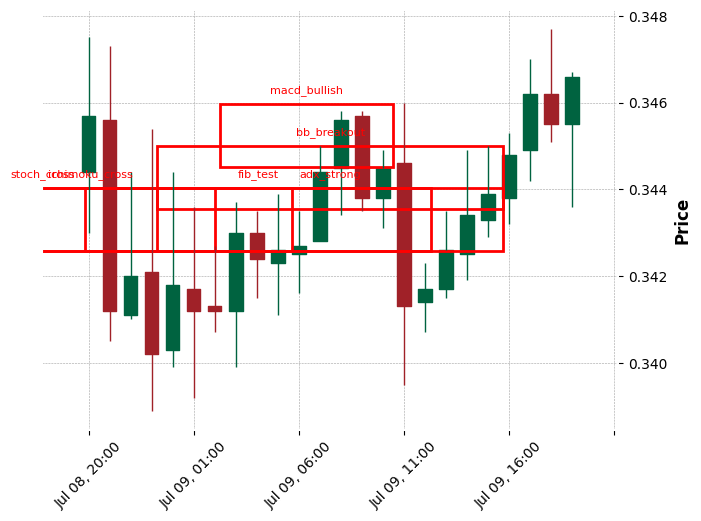 0.348
macd_bullish
0.346
bb_breakout
stoch_cross
ichimoku_cross
fib_test
adx_strong
0.344
Price
0.342
0.340
Jul 08, 20:00
Jul 09, 01:00
Jul 09, 06:00
Jul 09, 11:00
Jul 09, 16:00